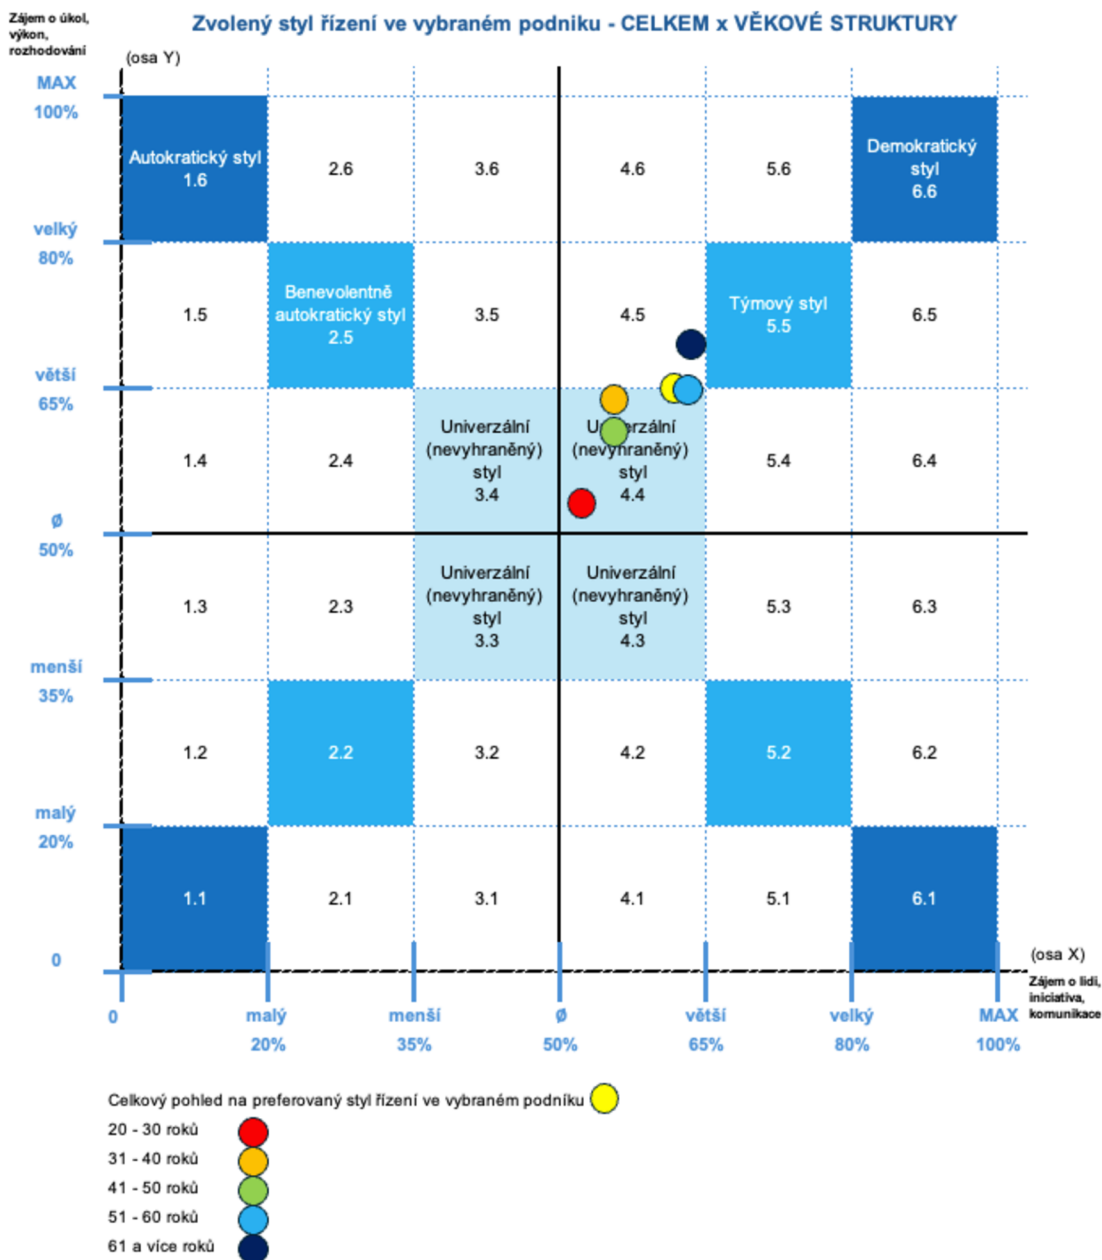 Zájem o úkol,
výkon,
rozhodování
Zvolený styl řízení ve vybraném podniku - CELKEM x VĚKOVÉ STRUKTURY
(osa Y)
MAX
100%
Autokratický styl
1.6
2.6
3.6
4.6
5.6
Demokratický
styl
6.6
velký
80%
1.5
Benevolentně
autokratický styl
2.5
3.5
4.5
Týmový styl
5.5
6.5
větší
65%
1.4
2.4
Univerzální
(nevyhraněný)
styl
3.4
Univerzální
(nevyhraněný)
styl
4.4
5.4
6.4
Ø
50%
1.3
2.3
Univerzální
(nevyhraněný)
styl
3.3
Univerzální
(nevyhraněný)
styl
4.3
5.3
6.3
menší
35%
1.2
2.2
3.2
4.2
5.2
6.2
malý
20%
1.1
2.1
3.1
4.1
5.1
6.1
0
(osa X)
Zájem o lidi,
iniciativa,
komunikace
0
malý
20%
menší
35%
Ø
50%
větší
65%
velký
80%
MAX
100%
Celkový pohled na preferovaný styl řízení ve vybraném podníku
20 - 30 roků
31 - 40 roků
41 - 50 roků
51 - 60 roků
61 a více roků